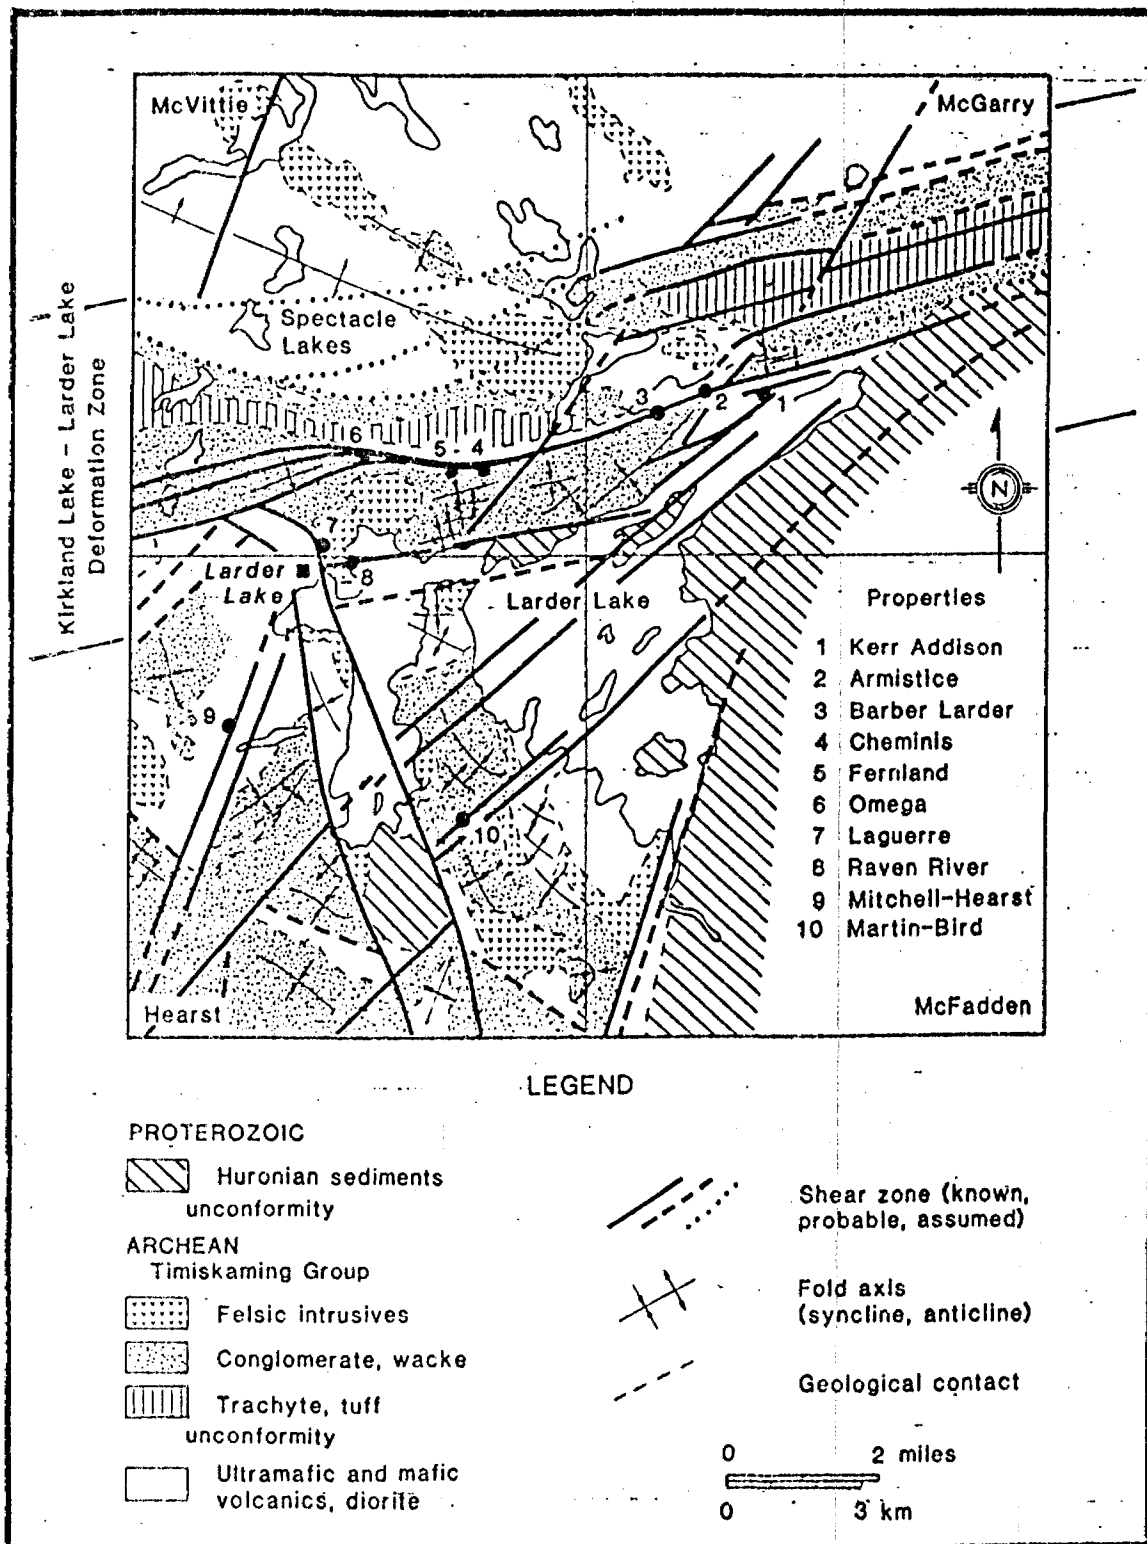 McVittie
McGarry
Kirkland Lake - Larder Lake
Deformation Zone
Spectacle
Lakes
3
2
1
6
5
4
N
7
8
Larder
Lake
Larder Lake
9
10
Properties
1 Kerr Addison
2 Armistice
3 Barber Larder
4 Cheminis
5 Fernland
6 Omega
7 Laguerre
8 Raven River
9 Mitchell-Hearst
10 Martin-Bird
Hearst
McFadden
LEGEND
PROTEROZOIC
Huronian sediments
unconformity
ARCHEAN
Timiskaming Group
Felsic intrusives
Conglomerate, wacke
Trachyte, tuff
unconformity
Ultramafic and mafic
volcanics, diorite
Shear zone (known,
probable, assumed)
Fold axis
(syncline, anticline)
Geological contact
0 2 miles
0 3 km